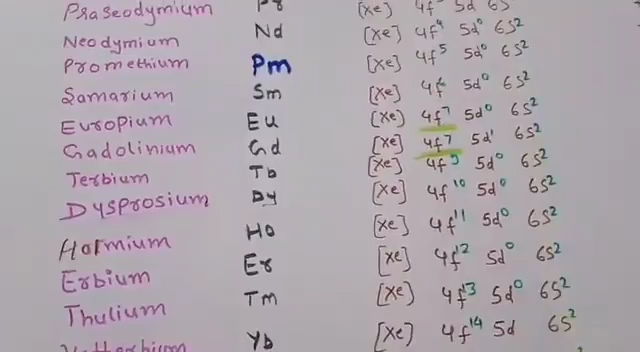 Praseodymium Pr [Xe] 4f 5d 6S
Neodymium Nd [Xe] 4f⁴ 5d⁰ 6S²
Promethium Pm [Xe] 4f⁵ 5d⁰ 6S²
Samarium Sm [Xe] 4f⁶ 5d⁰ 6S²
Europium Eu [Xe] 4f⁷ 5d⁰ 6S²
Gadolinium Gd [Xe] 4f⁷ 5d¹ 6S²
Terbium Tb [Xe] 4f⁹ 5d⁰ 6S²
Dysprosium Dy [Xe] 4f¹⁰ 5d⁰ 6S²
Harmium Ho [Xe] 4f¹¹ 5d⁰ 6S²
Erbium Er [Xe] 4f¹² 5d⁰ 6S²
Thulium Tm [Xe] 4f¹³ 5d⁰ 6S²
Yb [Xe] 4f¹⁴ 5d 6S²